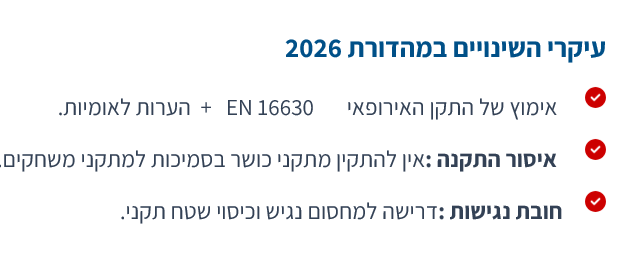 עיקרי השינויים במהדורת 2026
אימוץ של התקן האירופאי EN 16630 + הערות לאומיות.
איסור התקנה: אין להתקין מתקני כושר בסמיכות למתקני משחקים.
חובת נגישות: דרישה למחסום נגיש וכיסוי שטח תקני.